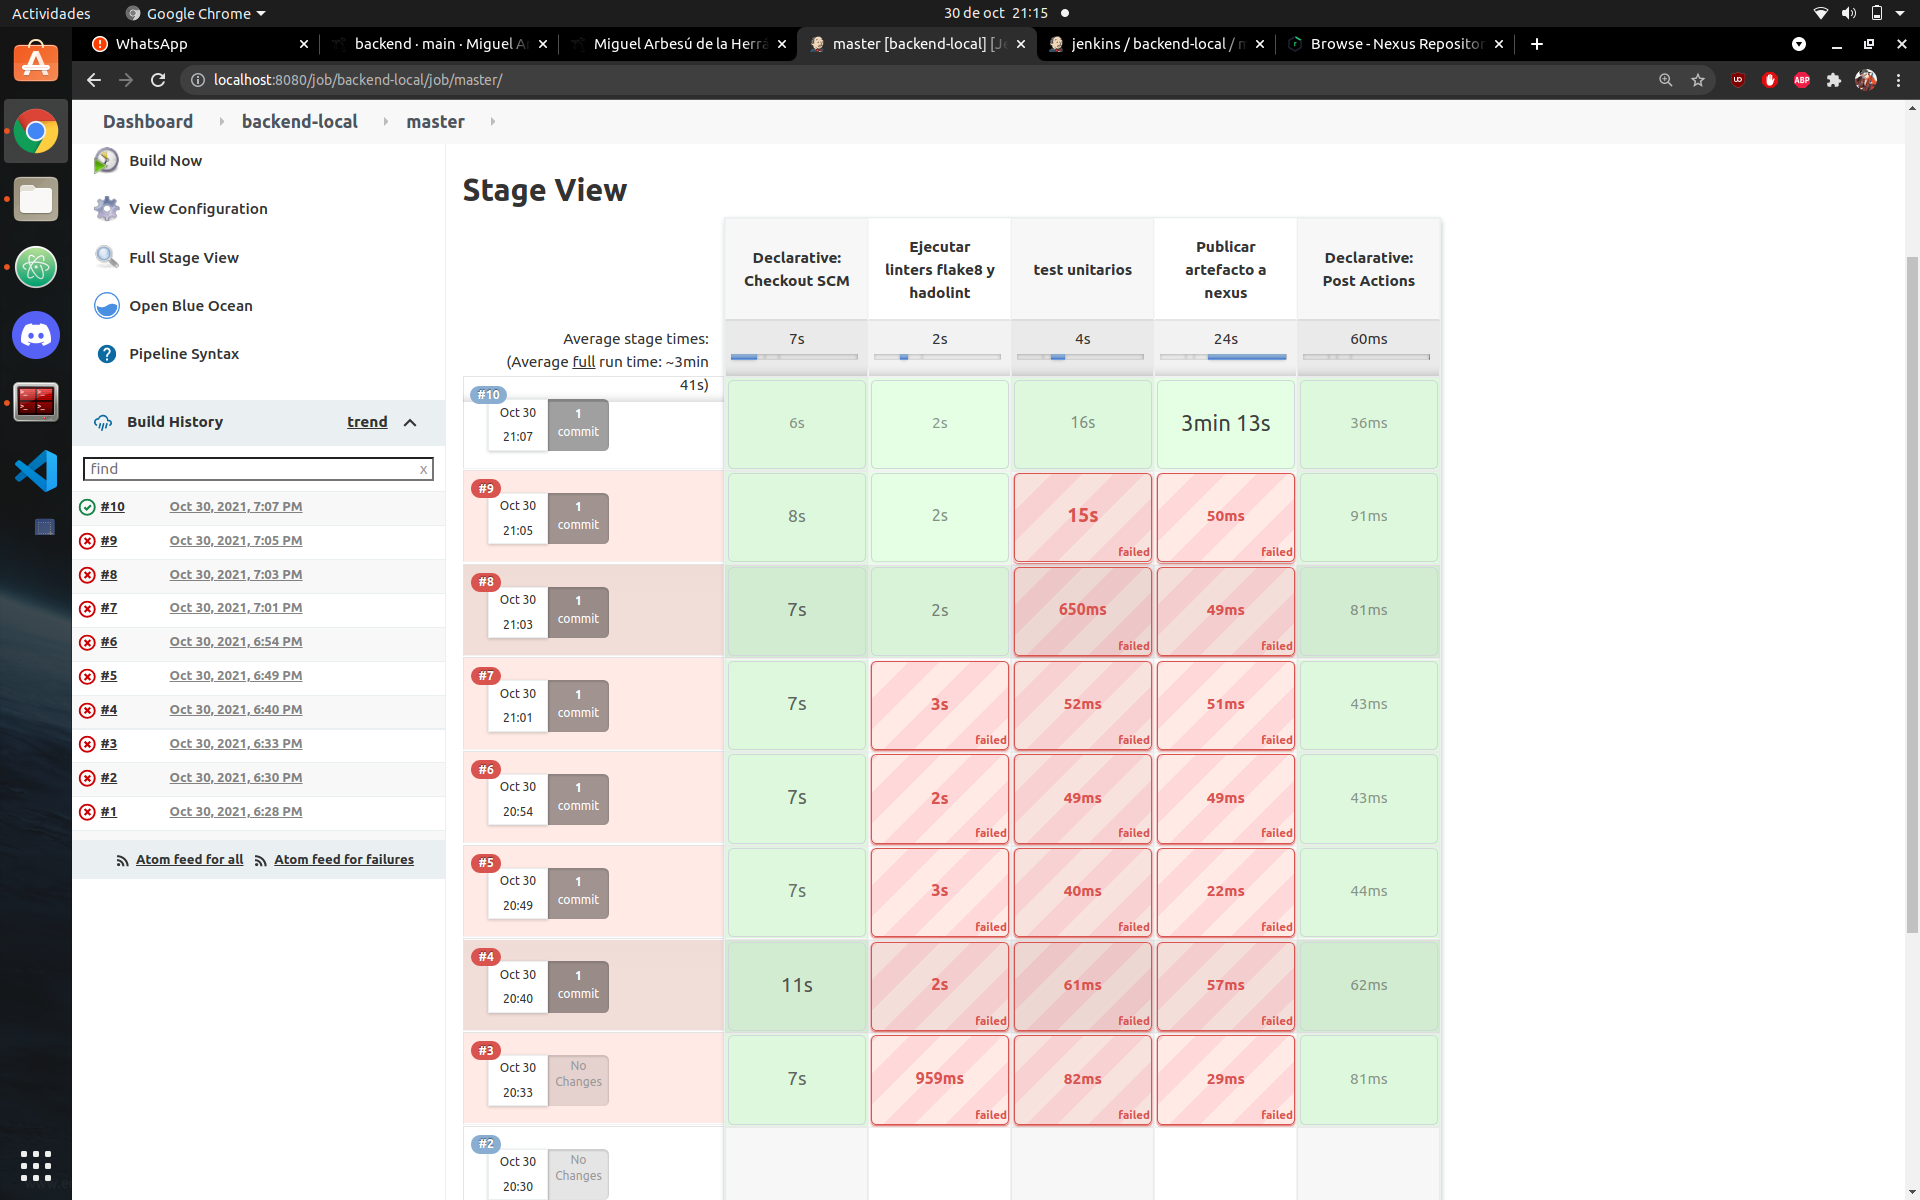 Actividades
Google Chrome
30 de oct 21:15
WhatsApp
backend · main · Miguel A
Miguel Arbesú de la Herrá
master [backend-local] [Je
jenkins / backend-local / m
Browse - Nexus Repositor
localhost:8080/job/backend-local/job/master/
Dashboard
backend-local
master
Build Now
View Configuration
Full Stage View
Open Blue Ocean
Pipeline Syntax
Build History
trend
find
x
#10 Oct 30, 2021, 7:07 PM
#9 Oct 30, 2021, 7:05 PM
#8 Oct 30, 2021, 7:03 PM
#7 Oct 30, 2021, 7:01 PM
#6 Oct 30, 2021, 6:54 PM
#5 Oct 30, 2021, 6:49 PM
#4 Oct 30, 2021, 6:40 PM
#3 Oct 30, 2021, 6:33 PM
#2 Oct 30, 2021, 6:30 PM
#1 Oct 30, 2021, 6:28 PM
Atom feed for all
Atom feed for failures
Stage View
Declarative:
Checkout SCM
Ejecutar
linters flake8 y
hadolint
test unitarios
Publicar
artefacto a
nexus
Declarative:
Post Actions
Average stage times:
(Average full run time: ~3min
41s)
7s
2s
4s
24s
60ms
#10
Oct 30
21:07
1
commit
6s
2s
16s
3min 13s
36ms
#9
Oct 30
21:05
1
commit
8s
2s
15s
failed
50ms
failed
91ms
#8
Oct 30
21:03
1
commit
7s
2s
650ms
failed
49ms
failed
81ms
#7
Oct 30
21:01
1
commit
7s
3s
failed
52ms
failed
51ms
failed
43ms
#6
Oct 30
20:54
1
commit
7s
2s
failed
49ms
failed
49ms
failed
43ms
#5
Oct 30
20:49
1
commit
7s
3s
failed
40ms
failed
22ms
failed
44ms
#4
Oct 30
20:40
1
commit
11s
2s
failed
61ms
failed
57ms
failed
62ms
#3
Oct 30
20:33
No
Changes
7s
959ms
failed
82ms
failed
29ms
failed
81ms
#2
Oct 30
20:30
No
Changes